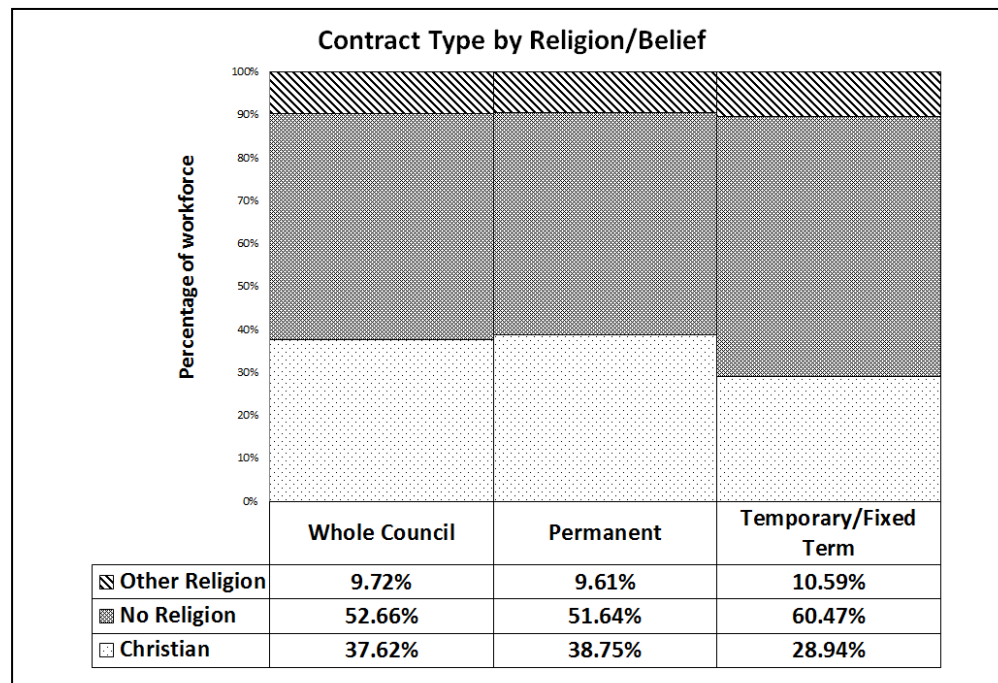 Contract Type by Religion/Belief
Percentage of workforce
100%
90%
80%
70%
60%
50%
40%
30%
20%
10%
0%
Whole Council Permanent Temporary/Fixed Term
Other Religion 9.72% 9.61% 10.59%
No Religion 52.66% 51.64% 60.47%
Christian 37.62% 38.75% 28.94%